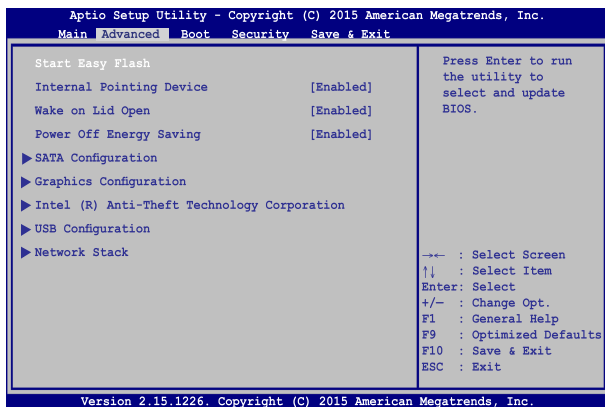 Aptio Setup Utility - Copyright (C) 2015 American Megatrends, Inc.
Main Advanced Boot Security Save & Exit
Start Easy Flash
Internal Pointing Device [Enabled]
Wake on Lid Open [Enabled]
Power Off Energy Saving [Enabled]
SATA Configuration
Graphics Configuration
Intel (R) Anti-Theft Technology Corporation
USB Configuration
Network Stack
Press Enter to run
the utility to
select and update
BIOS.
→← : Select Screen
↑↓ : Select Item
Enter: Select
+/— : Change Opt.
F1 : General Help
F9 : Optimized Defaults
F10 : Save & Exit
ESC : Exit
Version 2.15.1226. Copyright (C) 2015 American Megatrends, Inc.